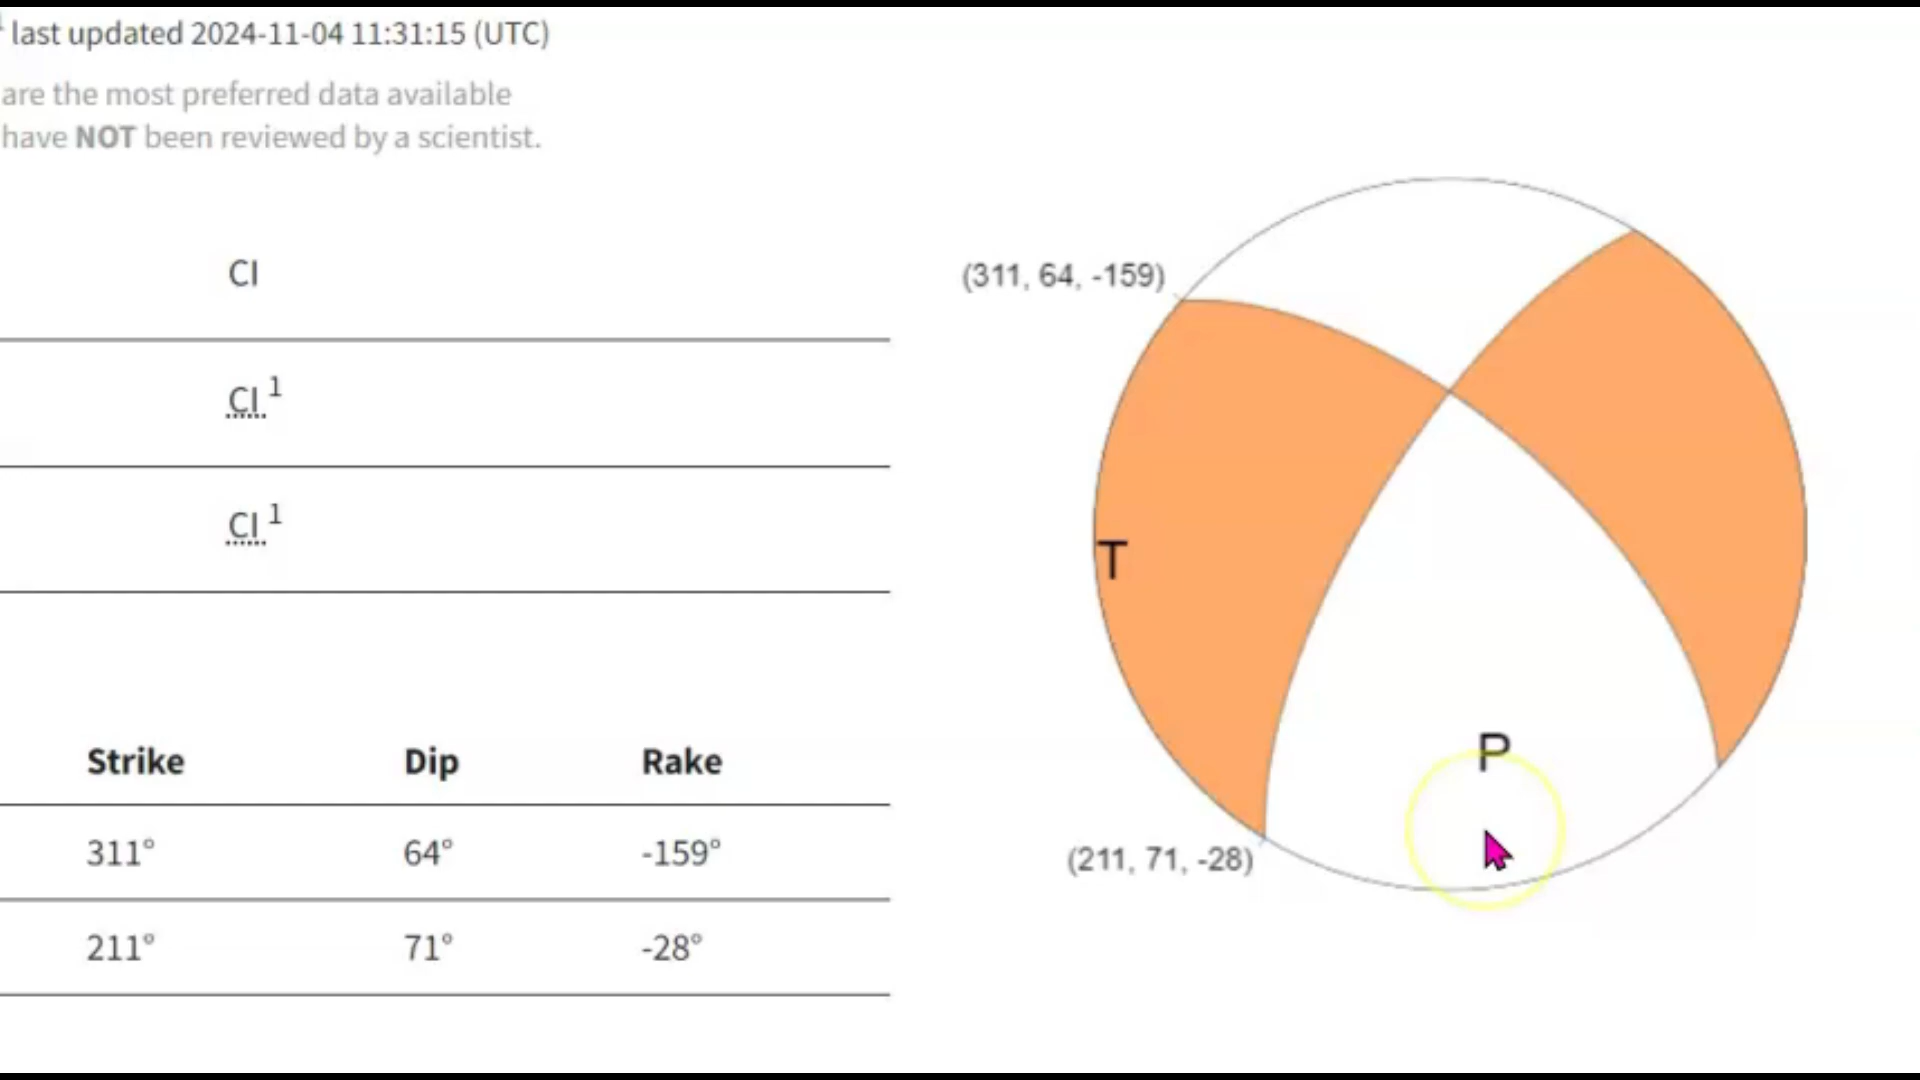 last updated 2024-11-04 11:31:15 (UTC)
are the most preferred data available
have NOT been reviewed by a scientist.
CI
CI 1
CI 1
Strike Dip Rake
311° 64° -159°
211° 71° -28°
(311, 64, -159)
T
P
(211, 71, -28)